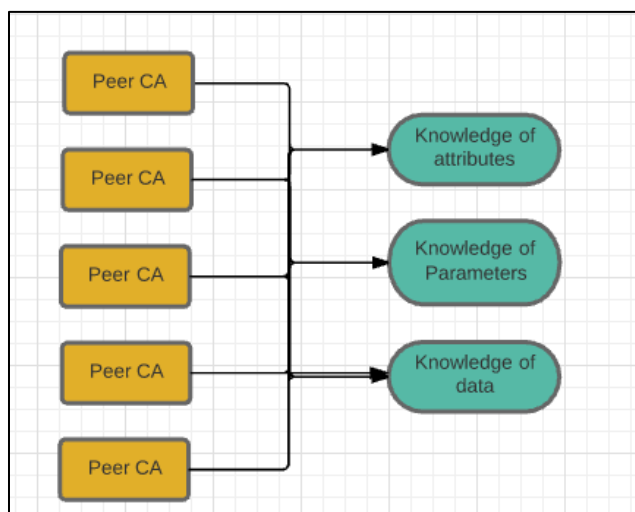 Peer CA
Peer CA
Peer CA
Peer CA
Peer CA
Knowledge of
attributes
Knowledge of
Parameters
Knowledge of
data